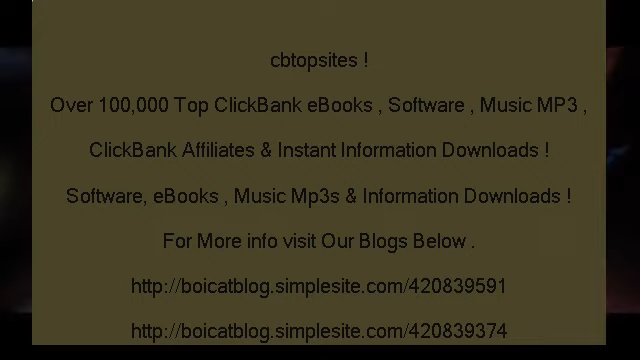 cbtopsites !
Over 100,000 Top ClickBank eBooks , Software , Music MP3 ,
ClickBank Affiliates & Instant Information Downloads !
Software, eBooks , Music Mp3s & Information Downloads !
For More info visit Our Blogs Below .
http://boicatblog.simplesite.com/420839591
http://boicatblog.simplesite.com/420839374